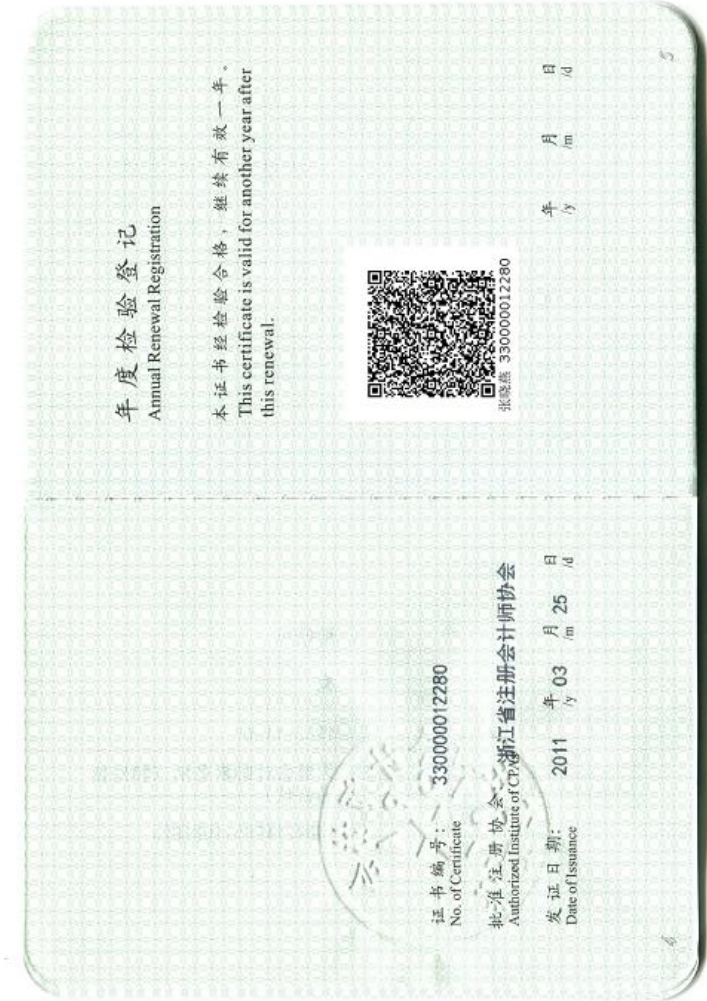 证书编号： 330000012280
No. of Certificate
批准注册协会： 浙江省注册会计师协会
Authorized Institute of CPAs
发证日期： 2011 年 03 月 25 日
Date of Issuance /y /m /d
4
年度检验登记
Annual Renewal Registration
本证书经检验合格，继续有效一年。
This certificate is valid for another year after
this renewal.
张晓燕 330000012280
年 月 日
/y /m /d
5